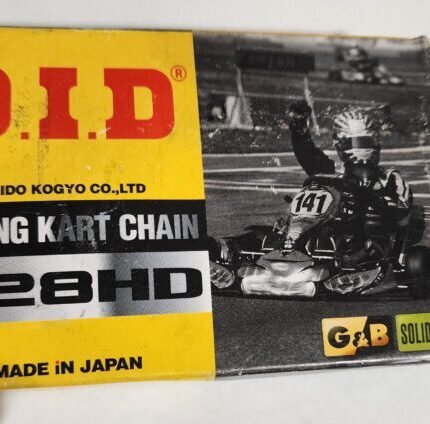 .I.D®
IDO KOGYO CO.,LTD
NG KART CHAIN
28HD
MADE iN JAPAN
141
G&B
SOLID